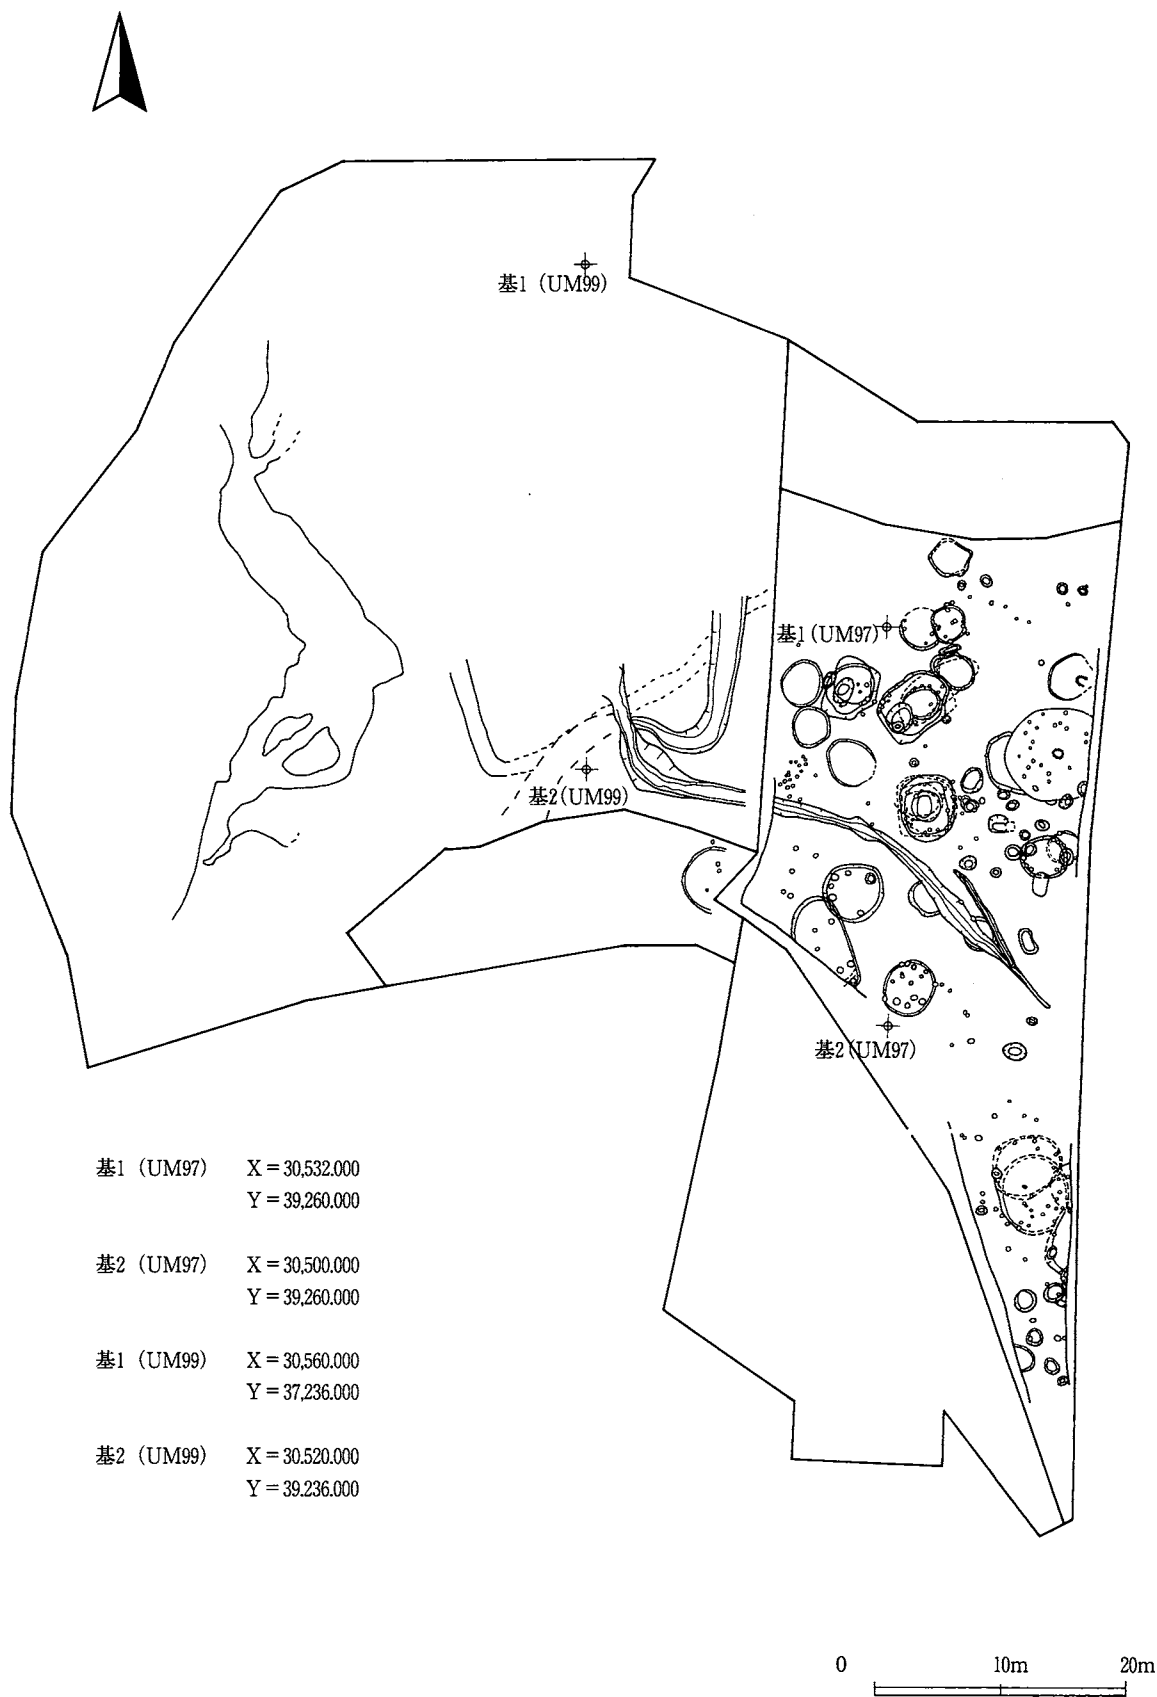 基1 (UM99)
基1 (UM97)
基2 (UM99)
基2 (UM97)
基1 (UM97) X = 30,532.000
Y = 39,260.000
基2 (UM97) X = 30,500.000
Y = 39,260.000
基1 (UM99) X = 30,560.000
Y = 37,236.000
基2 (UM99) X = 30.520.000
Y = 39.236.000
0 10m 20m